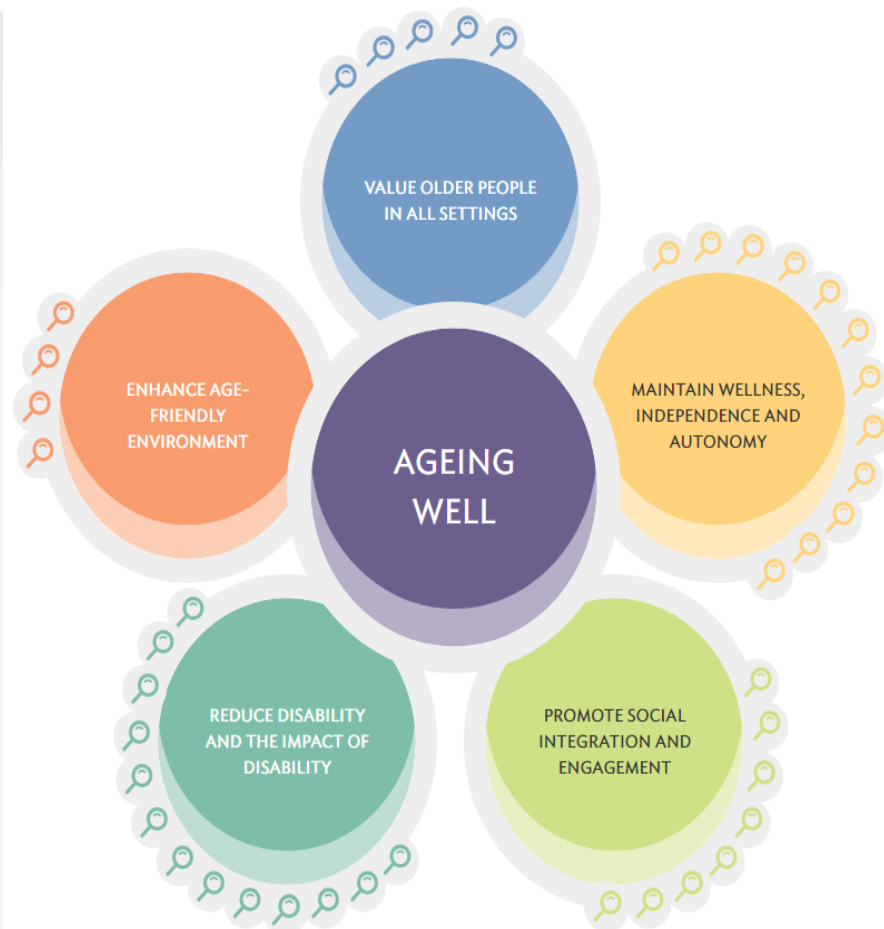 VALUE OLDER PEOPLE
IN ALL SETTINGS
ENHANCE AGE-
FRIENDLY
ENVIRONMENT
MAINTAIN WELLNESS,
INDEPENDENCE AND
AUTONOMY
AGEING
WELL
REDUCE DISABILITY
AND THE IMPACT OF
DISABILITY
PROMOTE SOCIAL
INTEGRATION AND
ENGAGEMENT